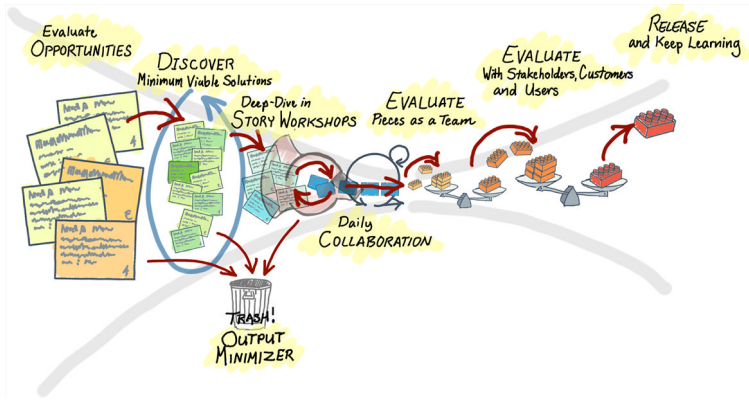 Evaluate
OPPORTUNITIES
DISCOVER
Minimum Viable Solutions
Deep-Dive in
STORY WORKSHOPS
Daily
COLLABORATION
EVALUATE
Pieces as a Team
EVALUATE
With Stakeholders, Customers
and Users
RELEASE
and Keep Learning
TRASH!
OUTPUT
MINIMIZER